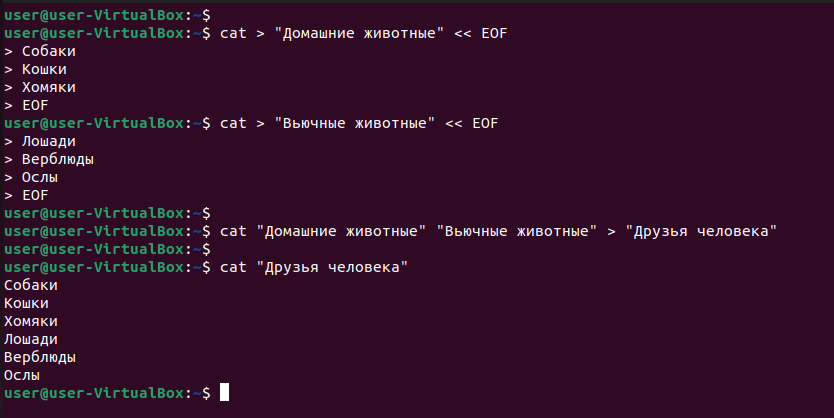 user@user-VirtualBox:~$
user@user-VirtualBox:~$ cat > "Домашние животные" << EOF
> Собаки
> Кошки
> Хомяки
> EOF
user@user-VirtualBox:~$ cat > "Вьючные животные" << EOF
> Лошади
> Верблюды
> Ослы
> EOF
user@user-VirtualBox:~$
user@user-VirtualBox:~$ cat "Домашние животные" "Вьючные животные" > "Друзья человека"
user@user-VirtualBox:~$
user@user-VirtualBox:~$ cat "Друзья человека"
Собаки
Кошки
Хомяки
Лошади
Верблюды
Ослы
user@user-VirtualBox:~$